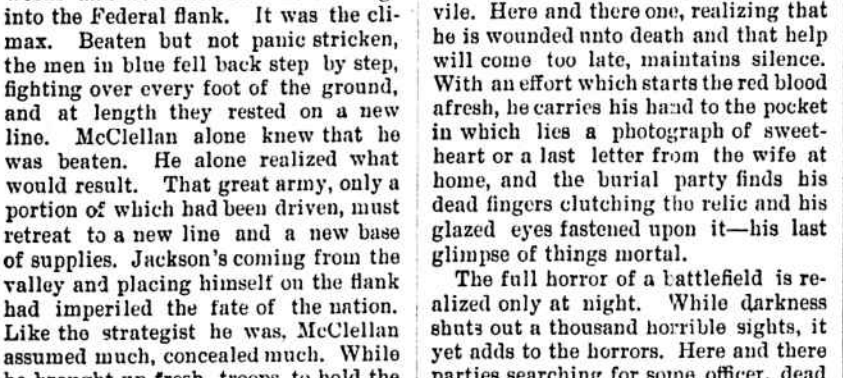 into the Federal flank. It was the cli-
max. Beaten but not panic stricken,
the men in blue fell back step by step,
fighting over every foot of the ground,
and at length they rested on a new
line. McClellan alone knew that he
was beaten. He alone realized what
would result. That great army, only a
portion of which had been driven, must
retreat to a new line and a new base
of supplies. Jackson's coming from the
valley and placing himself on the flank
had imperiled the fate of the nation.
Like the strategist he was, McClellan
assumed much, concealed much. While
he brought up fresh troops to hold the
vile. Here and there one, realizing that
he is wounded unto death and that help
will come too late, maintains silence.
With an effort which starts the red blood
afresh, he carries his hand to the pocket
in which lies a photograph of sweet-
heart or a last letter from the wife at
home, and the burial party finds his
dead fingers clutching the relic and his
glazed eyes fastened upon it—his last
glimpse of things mortal.
The full horror of a battlefield is re-
alized only at night. While darkness
shuts out a thousand horrible sights, it
yet adds to the horrors. Here and there
parties searching for some officer, dead